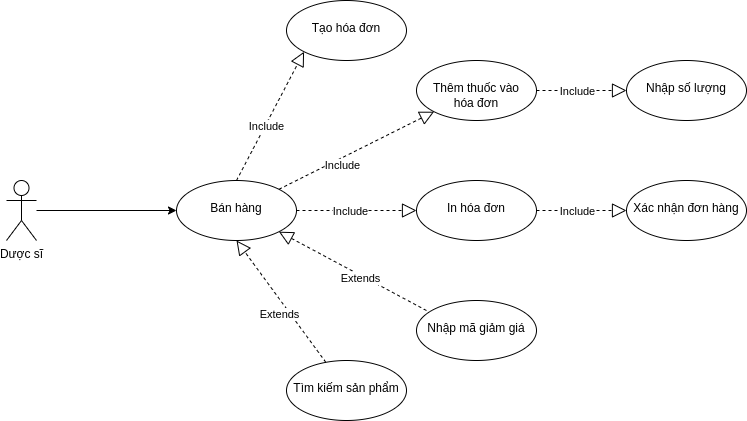 Tạo hóa đơn
Thêm thuốc vào
hóa đơn
Include
Nhập số lượng
Include
Include
Bán hàng
Include
In hóa đơn
Include
Xác nhận đơn hàng
Dược sĩ
Extends
Extends
Nhập mã giảm giá
Tìm kiếm sản phẩm